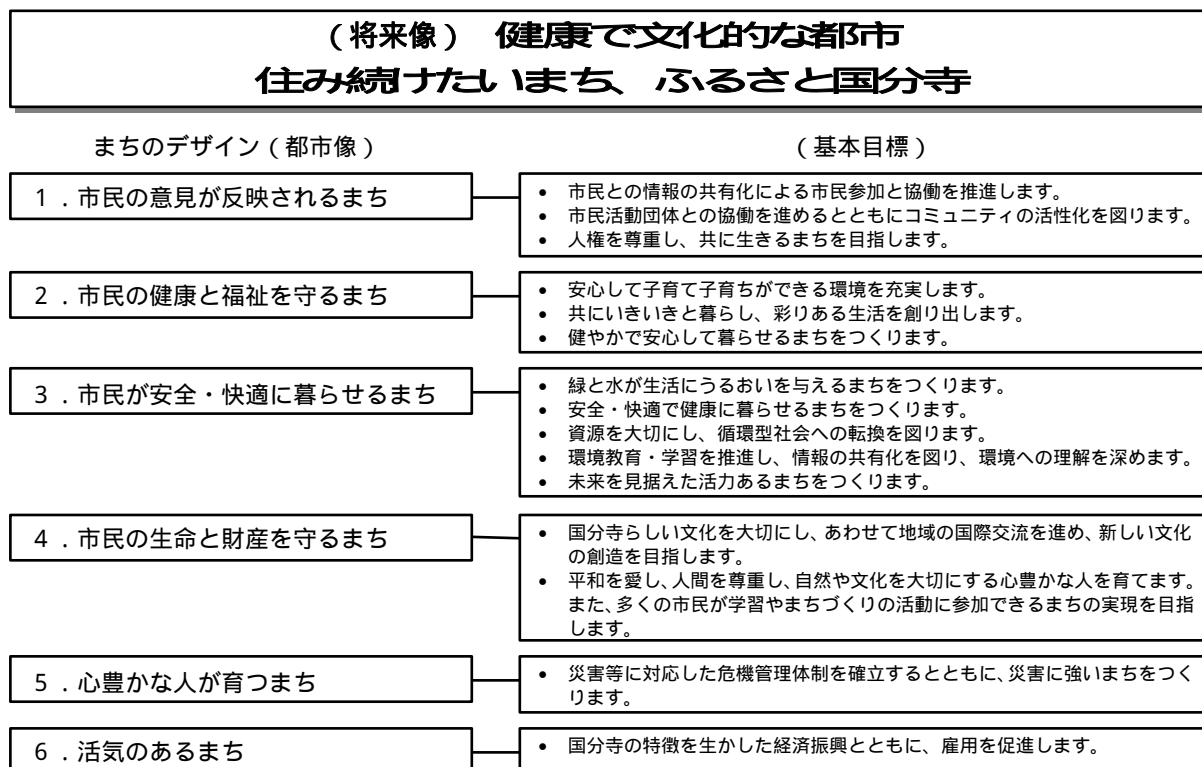 （将来像） 健康で文化的な都市
住み続けたいまち、ふるさと国分寺
まちのデザイン（都市像）
（基本目標）
１．市民の意見が反映されるまち
• 市民との情報の共有化による市民参加と協働を推進します。
• 市民活動団体との協働を進めるとともにコミュニティの活性化を図ります。
• 人権を尊重し、共に生きるまちを目指します。
２．市民の健康と福祉を守るまち
• 安心して子育て子育ちができる環境を充実します。
• 共にいきいきと暮らし、彩りある生活を創り出します。
• 健やかで安心して暮らせるまちをつくります。
３．市民が安全・快適に暮らせるまち
• 緑と水が生活にうるおいを与えるまちをつくります。
• 安全・快適で健康に暮らせるまちをつくります。
• 資源を大切にし、循環型社会への転換を図ります。
• 環境教育・学習を推進し、情報の共有化を図り、環境への理解を深めます。
• 未来を見据えた活力あるまちをつくります。
４．市民の生命と財産を守るまち
• 国分寺らしい文化を大切にし、あわせて地域の国際交流を進め、新しい文化
の創造を目指します。
• 平和を愛し、人間を尊重し、自然や文化を大切にする心豊かな人を育てます。
また、多くの市民が学習やまちづくりの活動に参加できるまちの実現を目指
します。
５．心豊かな人が育つまち
• 災害等に対応した危機管理体制を確立するとともに、災害に強いまちをつく
ります。
６．活気のあるまち
• 国分寺の特徴を生かした経済振興とともに、雇用を促進します。